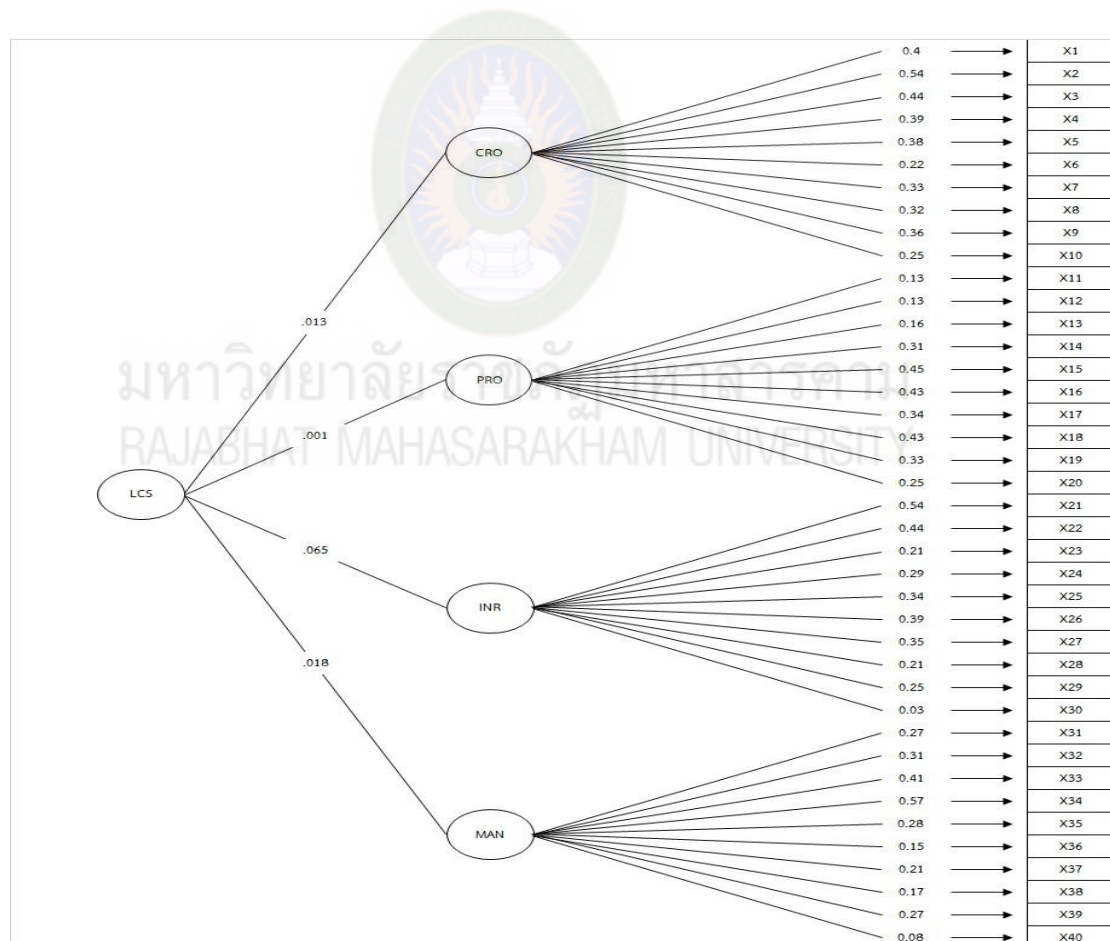 0.4 X1
0.54 X2
0.44 X3
0.39 X4
CRO 0.38 X5
0.22 X6
0.33 X7
0.32 X8
0.36 X9
0.25 X10
0.13 X11
0.13 X12
.013 0.16 X13
0.31 X14
มหาวิทยาลัยราชภัฏมหาสารคาม
PRO 0.45 X15
0.43 X16
0.34 X17
.001 0.43 X18
RAJABHAT MAHASARAKHAM UNIVERSITY
0.33 X19
0.25 X20
LCS 0.54 X21
0.44 X22
.065 0.21 X23
0.29 X24
0.34 X25
INR 0.39 X26
0.35 X27
.018 0.21 X28
0.25 X29
0.03 X30
0.27 X31
0.31 X32
0.41 X33
0.57 X34
MAN 0.28 X35
0.15 X36
0.21 X37
0.17 X38
0.27 X39
0.08 X40